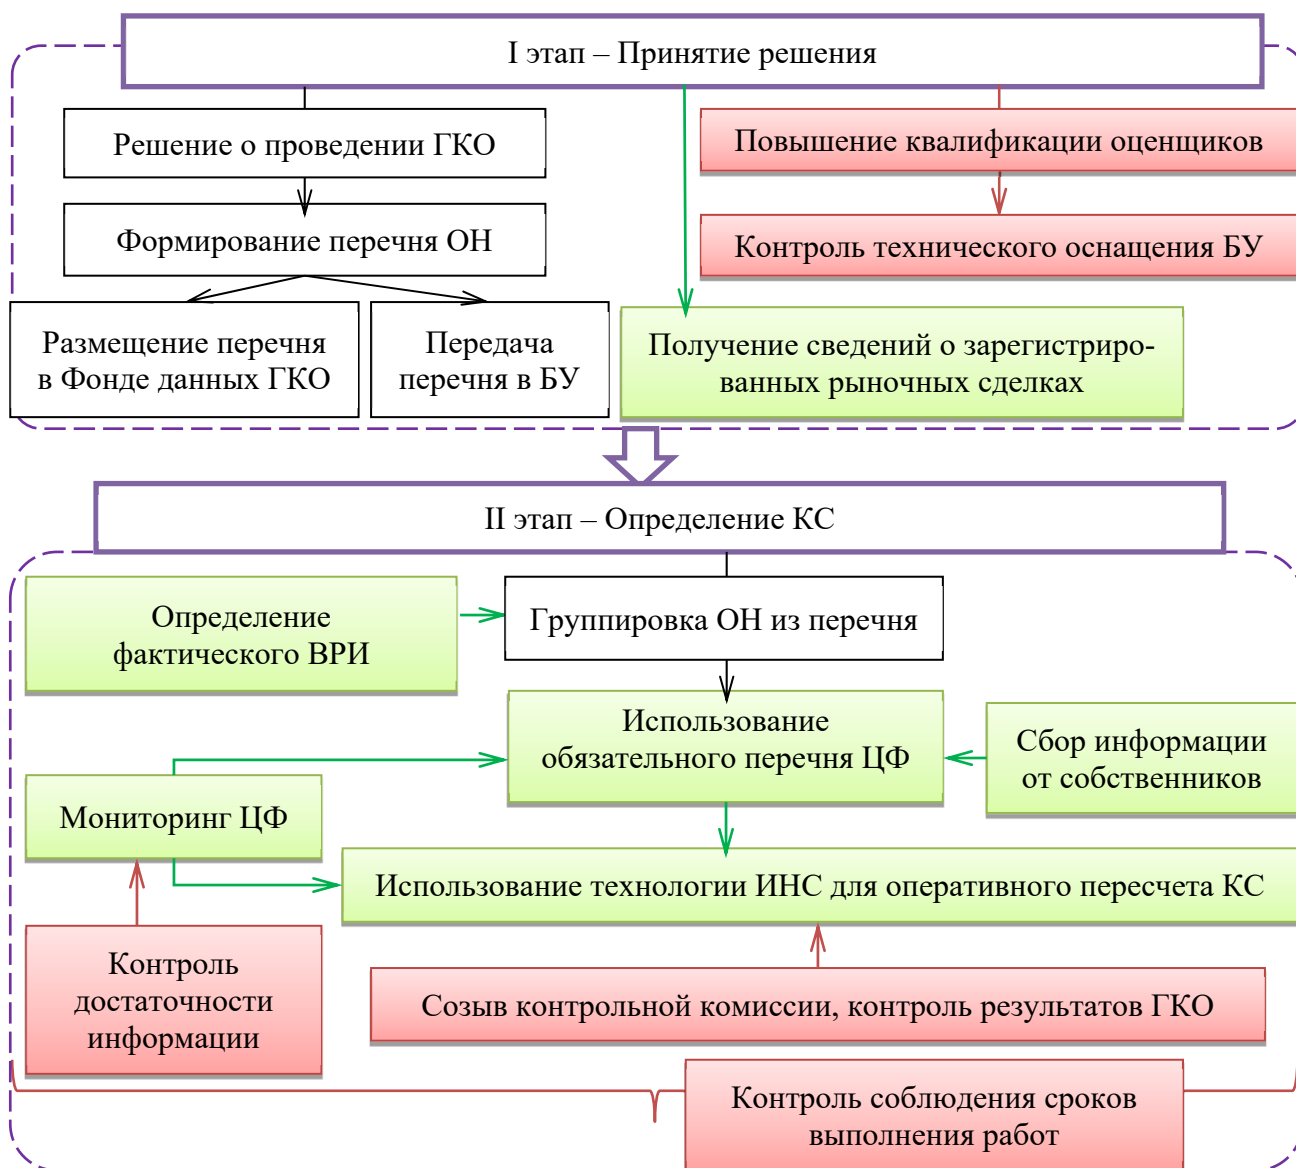 I этап – Принятие решения
Решение о проведении ГКО
Повышение квалификации оценщиков
Формирование перечня ОН
Контроль технического оснащения БУ
Размещение перечня
в Фонде данных ГКО
Передача
перечня в БУ
Получение сведений о зарегистриро-
ванных рыночных сделках
II этап – Определение КС
Определение
фактического ВРИ
Группировка ОН из перечня
Использование
обязательного перечня ЦФ
Сбор информации
от собственников
Мониторинг ЦФ
Использование технологии ИНС для оперативного пересчета КС
Контроль
достаточности
информации
Созыв контрольной комиссии, контроль результатов ГКО
Контроль соблюдения сроков
выполнения работ